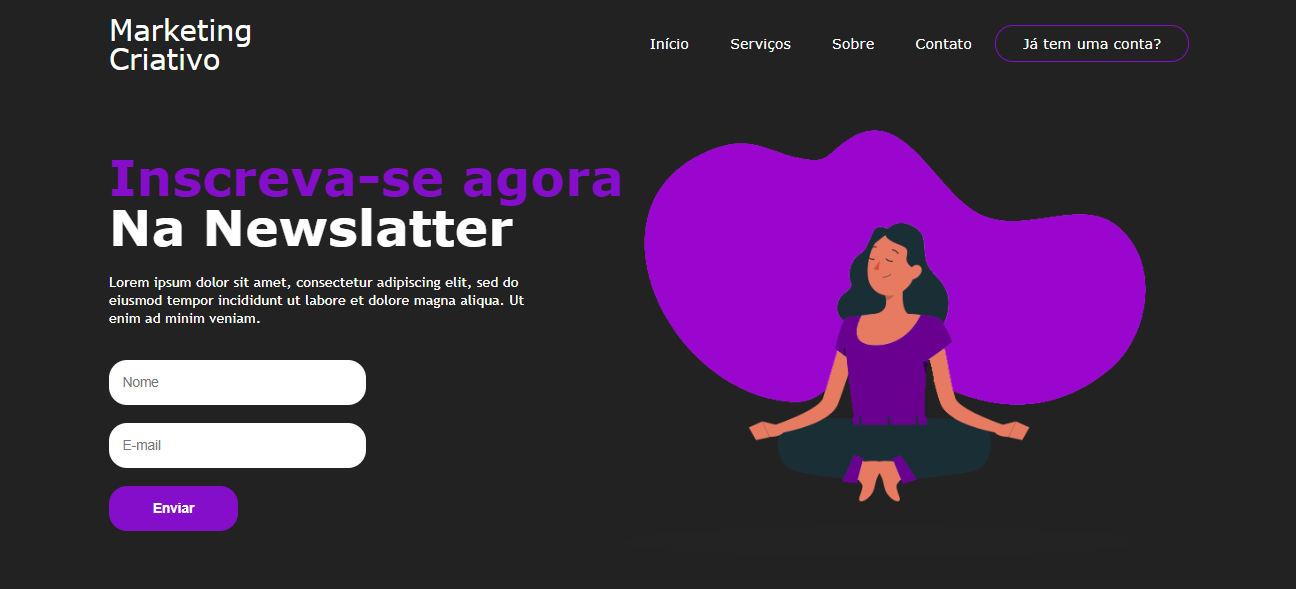 Marketing
Criativo
Início
Serviços
Sobre
Contato
Já tem uma conta?
Inscreva-se agora
Na Newslatter
Lorem ipsum dolor sit amet, consectetur adipiscing elit, sed do
eiusmod tempor incididunt ut labore et dolore magna aliqua. Ut
enim ad minim veniam.
Nome
E-mail
Enviar